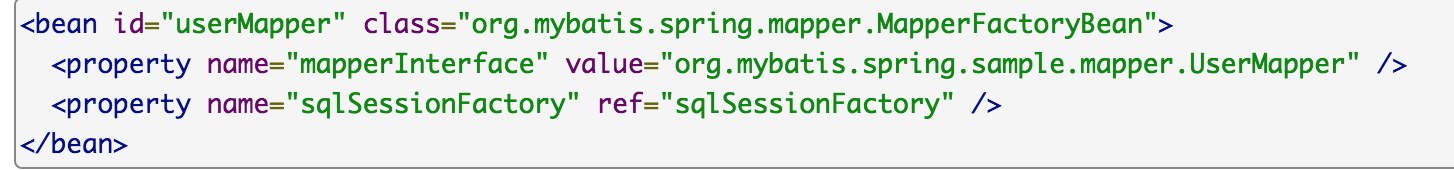 <bean id="userMapper" class="org.mybatis.spring.mapper.MapperFactoryBean">
  <property name="mapperInterface" value="org.mybatis.spring.sample.mapper.UserMapper" />
  <property name="sqlSessionFactory" ref="sqlSessionFactory" />
</bean>